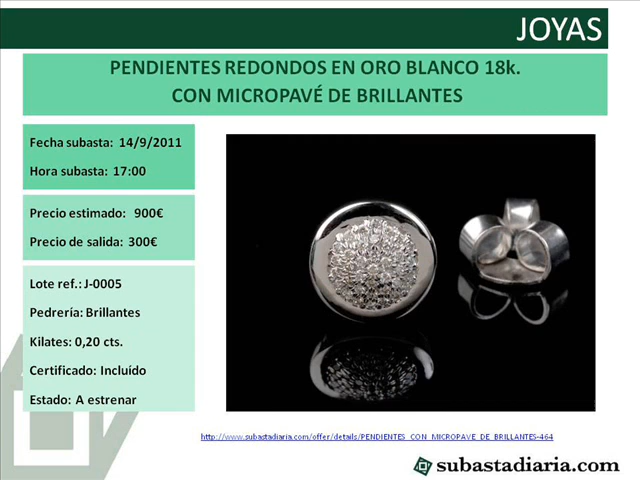 JOYAS
PENDIENTES REDONDOS EN ORO BLANCO 18k.
CON MICROPAVÉ DE BRILLANTES
Fecha subasta: 14/9/2011
Hora subasta: 17:00
Precio estimado: 900€
Precio de salida: 300€
Lote ref.: J-0005
Pedrería: Brillantes
Kilates: 0,20 cts.
Certificado: Incluído
Estado: A estrenar
http://www.subastadiaria.com/offer/details/PENDIENTES_CON_MICROPAVE_DE_BRILLANTES-464
subastadiaria.com